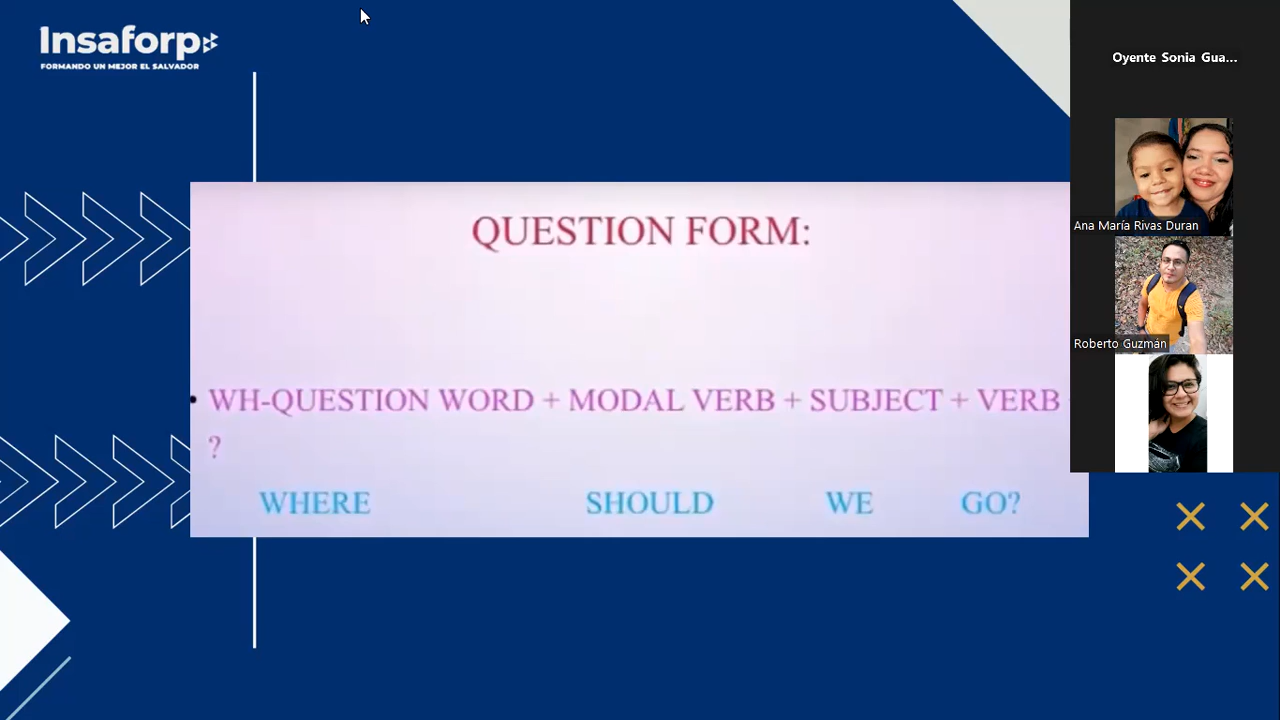 Insaforp
FORMANDO UN MEJOR EL SALVADOR
QUESTION FORM:
• WH-QUESTION WORD + MODAL VERB + SUBJECT + VERB
?
WHERE SHOULD WE GO?
Oyente Sonia Gua...
Ana María Rivas Duran
Roberto Guzmán